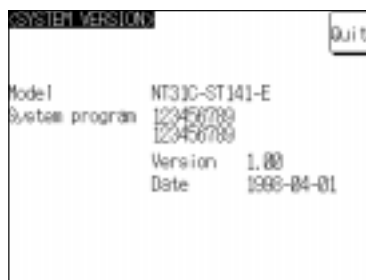 <SYSTEM VERSION>
Quit
Model NT31C-ST141-E
System program 123456789
123456789
Version 1.00
Date 1998-04-01